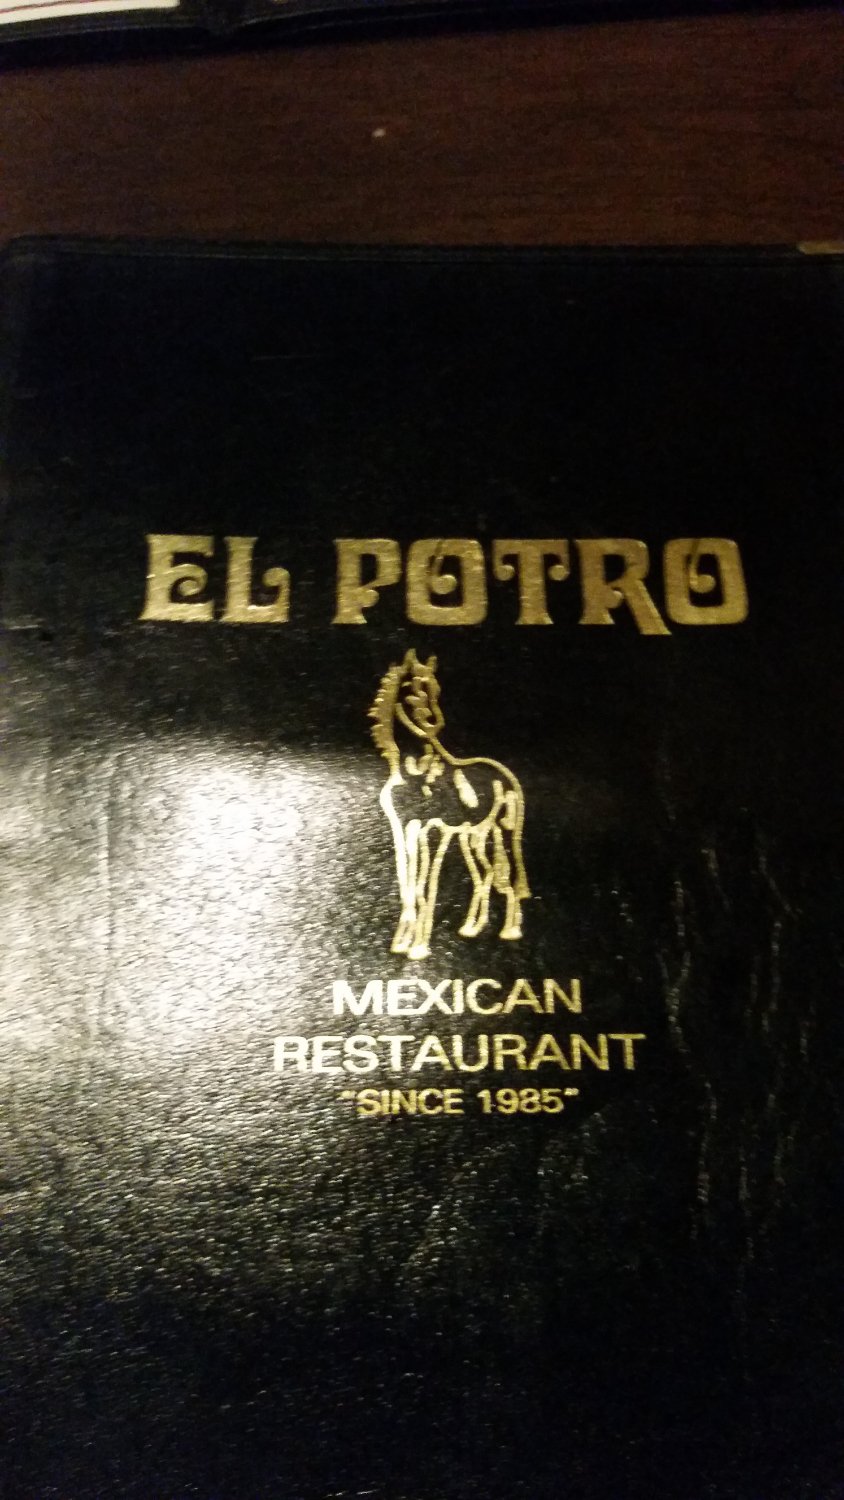 EL POTRO
MEXICAN
RESTAURANT
"SINCE 1985"